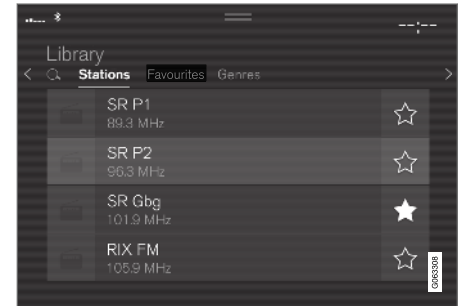 --:--
Library
Stations Favourites Genres
SR P1
89.3 MHz
SR P2
96.3 MHz
SR Gbg
101.9 MHz
RIX FM
105.9 MHz
G063308